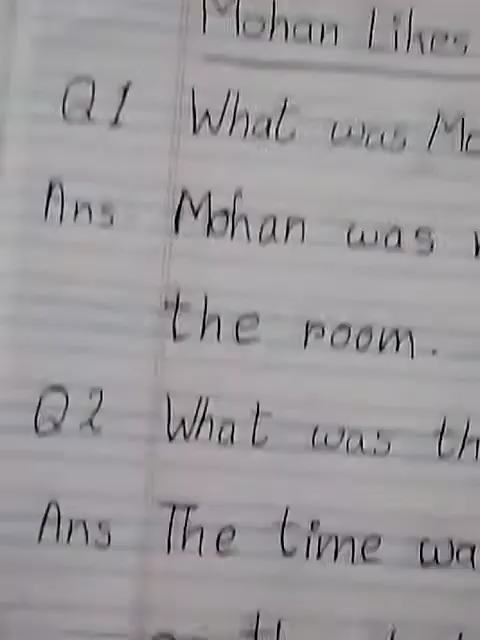 Mohan Likes
Q1 What was
Ans Mohan was
the room.
Q2 What was
Ans The time